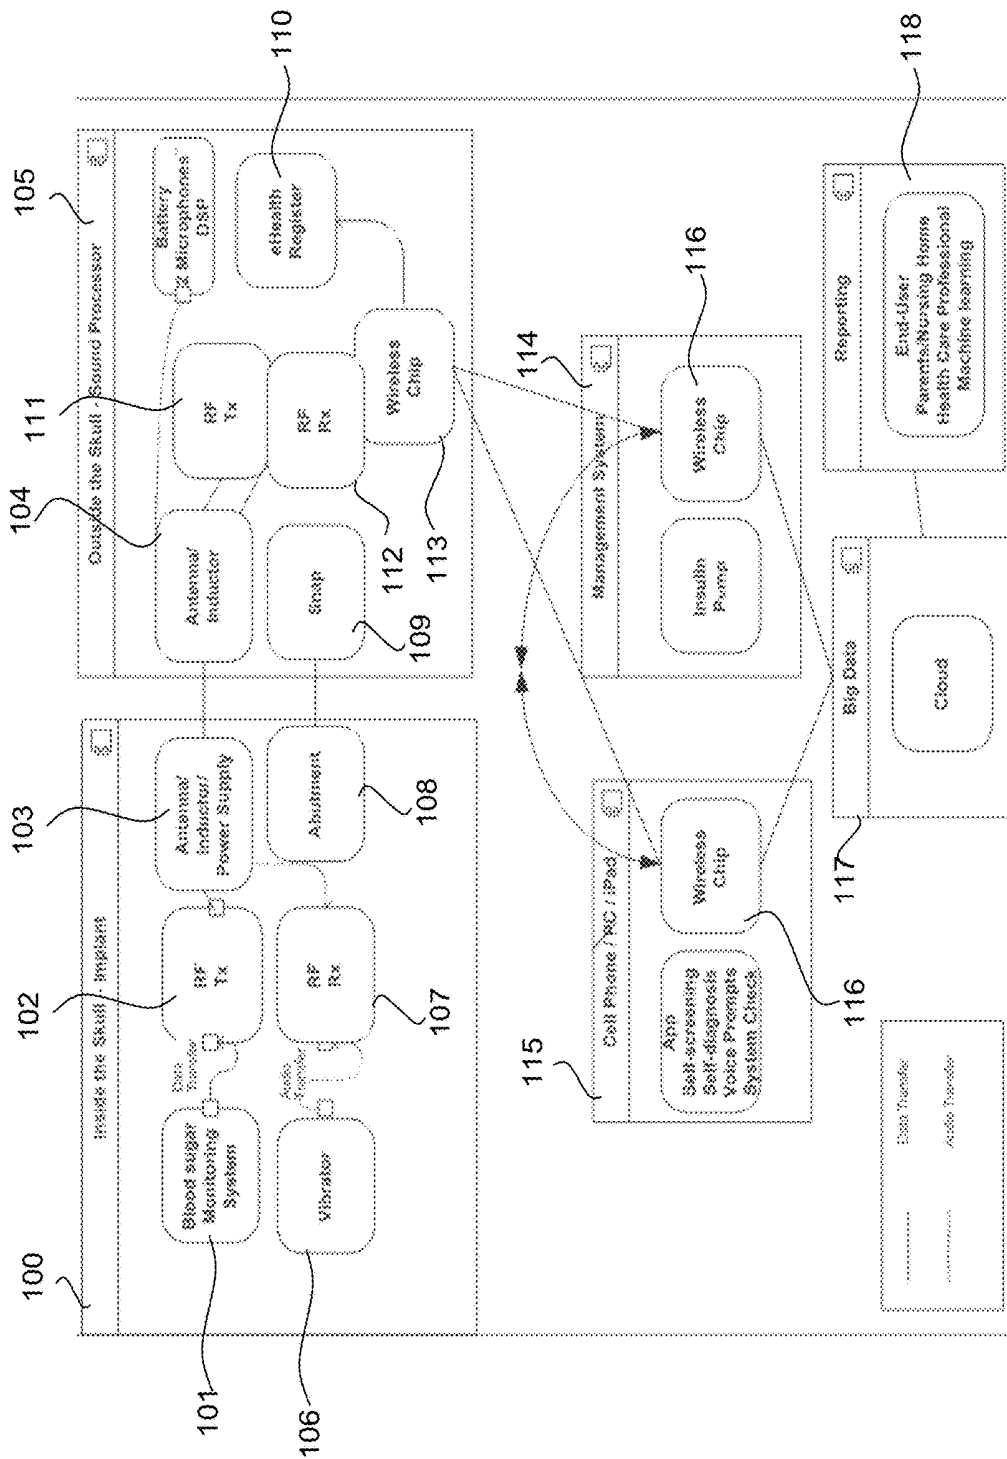 100
Inside the Skull - Implant
101
Blood sugar
Monitoring
System
Data
Transfer
102
RF
Tx
103
Antenna/
Inductor/
Power Supply
106
Vibrator
Audio
Transfer
107
RF
Rx
108
Abutment
105
Outside the Skull - Sound Processor
104
Antenna/
Inductor
111
RF
Tx
Battery
2 Microphones
DSP
109
Snap
112
RF
Rx
113
Wireless
Chip
110
eHealth
Register
115
Cell Phone / RC / iPad
App
Self-screening
Self-diagnosis
Voice Prompts
System Check
116
Wireless
Chip
114
Management System
Insulin
Pump
116
Wireless
Chip
Data Transfer
Audio Transfer
117
Big Data
Cloud
Reporting
118
End-User
Parents/Nursing Home
Health Care Professional
Machine learning